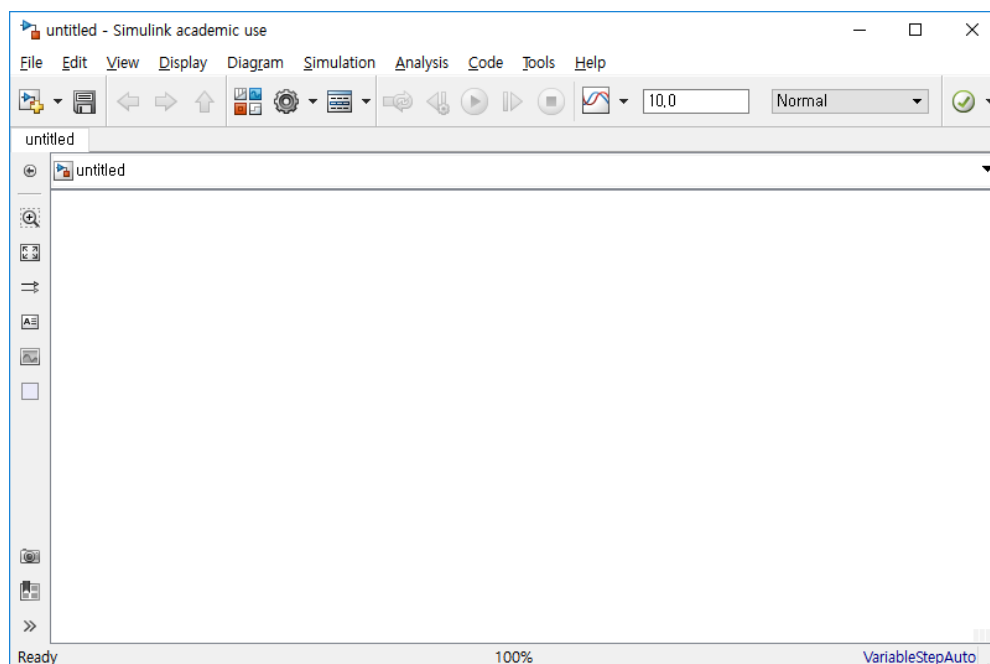 untitled - Simulink academic use
File Edit View Display Diagram Simulation Analysis Code Tools Help
10.0 Normal
untitled
untitled
Ready 100% VariableStepAuto